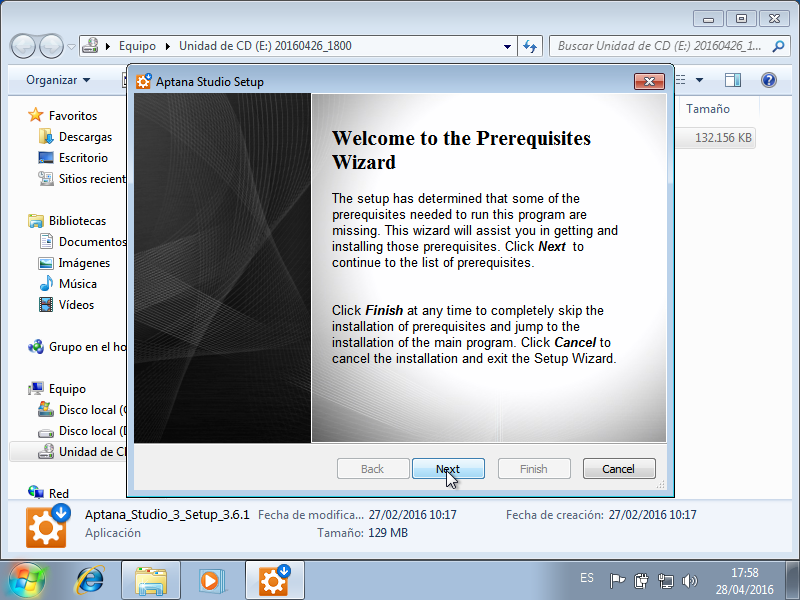 Equipo
Unidad de CD (E:) 20160426_1800
Buscar Unidad de CD (E:) 20160426_1...
Organizar
Aptana Studio Setup
Tamaño
Favoritos
132.156 KB
Descargas
Escritorio
Sitios recient
Bibliotecas
Documentos
Imágenes
Música
Vídeos
Grupo en el ho
Equipo
Disco local (
Disco local (
Unidad de C
Red
Welcome to the Prerequisites
Wizard
The setup has determined that some of the
prerequisites needed to run this program are
missing. This wizard will assist you in getting and
installing those prerequisites. Click Next to
continue to the list of prerequisites.
Click Finish at any time to completely skip the
installation of prerequisites and jump to the
installation of the main program. Click Cancel to
cancel the installation and exit the Setup Wizard.
Back
Next
Finish
Cancel
Aptana_Studio_3_Setup_3.6.1
Fecha de modifica... 27/02/2016 10:17
Fecha de creación: 27/02/2016 10:17
Aplicación
Tamaño: 129 MB
ES
17:58
28/04/2016